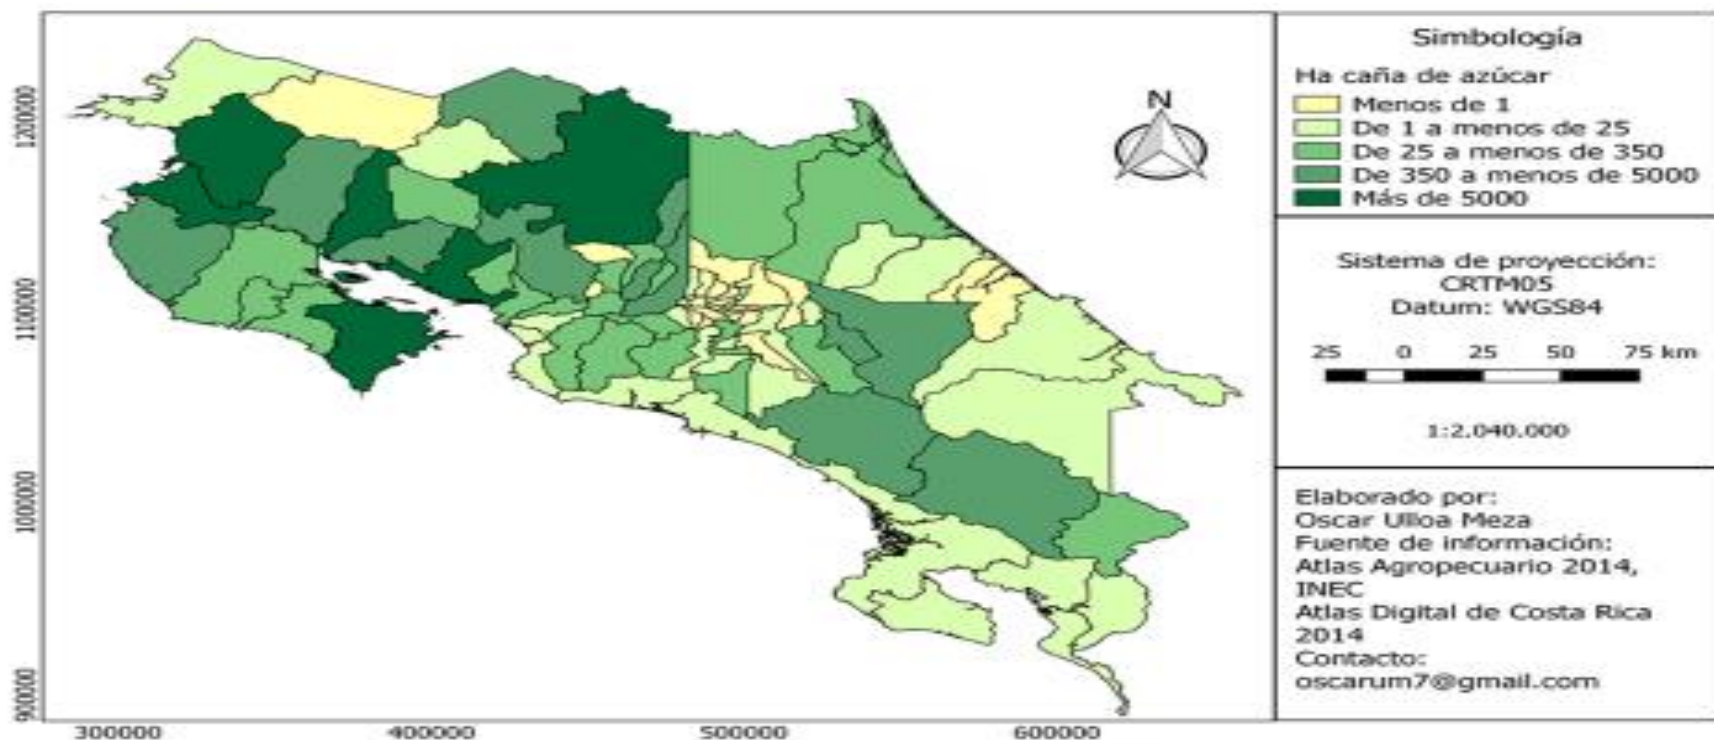 Simbología
Ha caña de azúcar
Menos de 1
De 1 a menos de 25
De 25 a menos de 350
De 350 a menos de 5000
Más de 5000
N
Sistema de proyección:
CRTM05
Datum: WGS84
25 0 25 50 75 km
1:2.040.000
Elaborado por:
Oscar Ulloa Meza
Fuente de información:
Atlas Agropecuario 2014,
INEC
Atlas Digital de Costa Rica
2014
Contacto:
oscarum7@gmail.com
1200000
1100000
1000000
900000
300000 400000 500000 600000